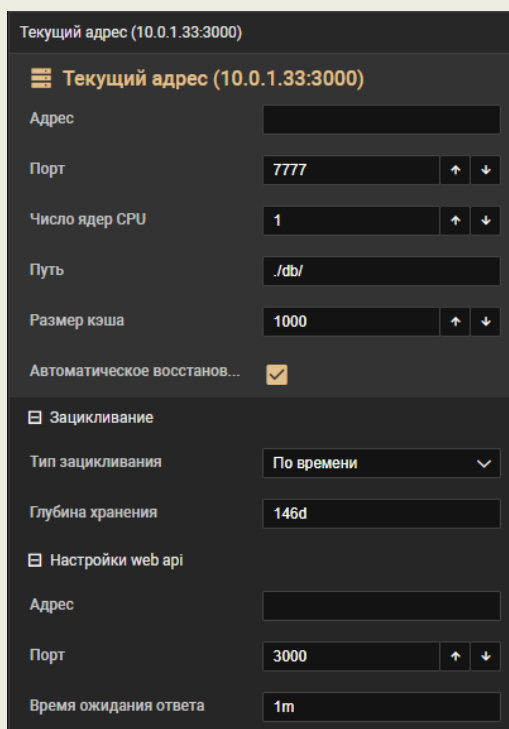 Текущий адрес (10.0.1.33:3000)
Текущий адрес (10.0.1.33:3000)
Адрес
Порт 7777
Число ядер CPU 1
Путь ./db/
Размер кэша 1000
Автоматическое восстанов...
Зацикливание
Тип зацикливания По времени
Глубина хранения 146d
Настройки web api
Адрес
Порт 3000
Время ожидания ответа 1m